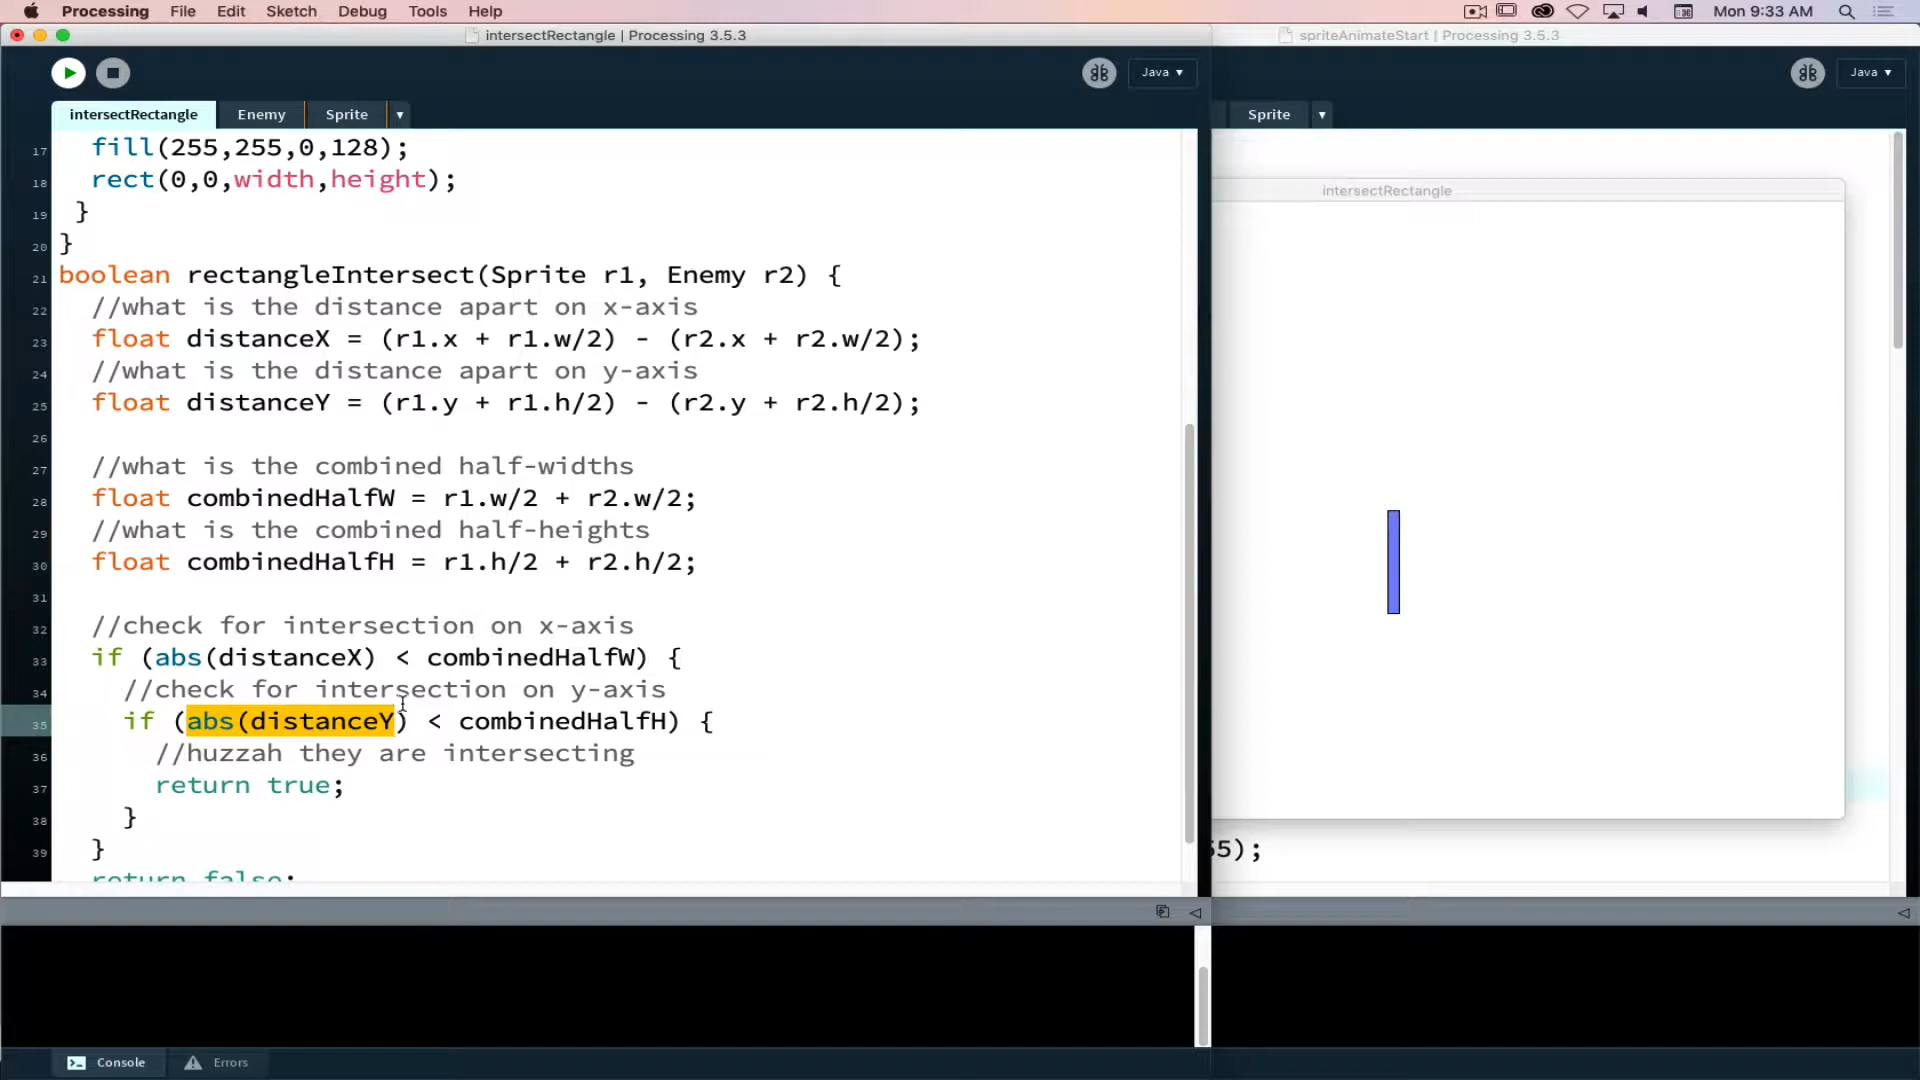 Processing File Edit Sketch Debug Tools Help Mon 9:33 AM
intersectRectangle | Processing 3.5.3
spriteAnimateStart | Processing 3.5.3
Java ▾
Java ▾
intersectRectangle Enemy Sprite ▾
Sprite ▾
17 fill(255,255,0,128);
18 rect(0,0,width,height);
19 }
20 }
21 boolean rectangleIntersect(Sprite r1, Enemy r2) {
22 //what is the distance apart on x-axis
23 float distanceX = (r1.x + r1.w/2) - (r2.x + r2.w/2);
24 //what is the distance apart on y-axis
25 float distanceY = (r1.y + r1.h/2) - (r2.y + r2.h/2);
26
27 //what is the combined half-widths
28 float combinedHalfW = r1.w/2 + r2.w/2;
29 //what is the combined half-heights
30 float combinedHalfH = r1.h/2 + r2.h/2;
31
32 //check for intersection on x-axis
33 if (abs(distanceX) < combinedHalfW) {
34 //check for intersection on y-axis
35 if (abs(distanceY) < combinedHalfH) {
36 //huzzah they are intersecting
37 return true;
38 }
39 }
return false;
intersectRectangle
55);
Console Errors